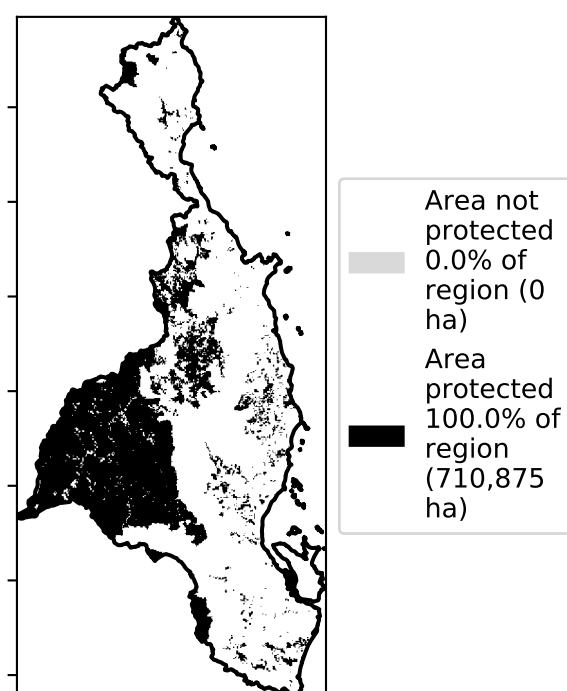 Area not
protected
0.0% of
region (0
ha)
Area
protected
100.0% of
region
(710,875
ha)